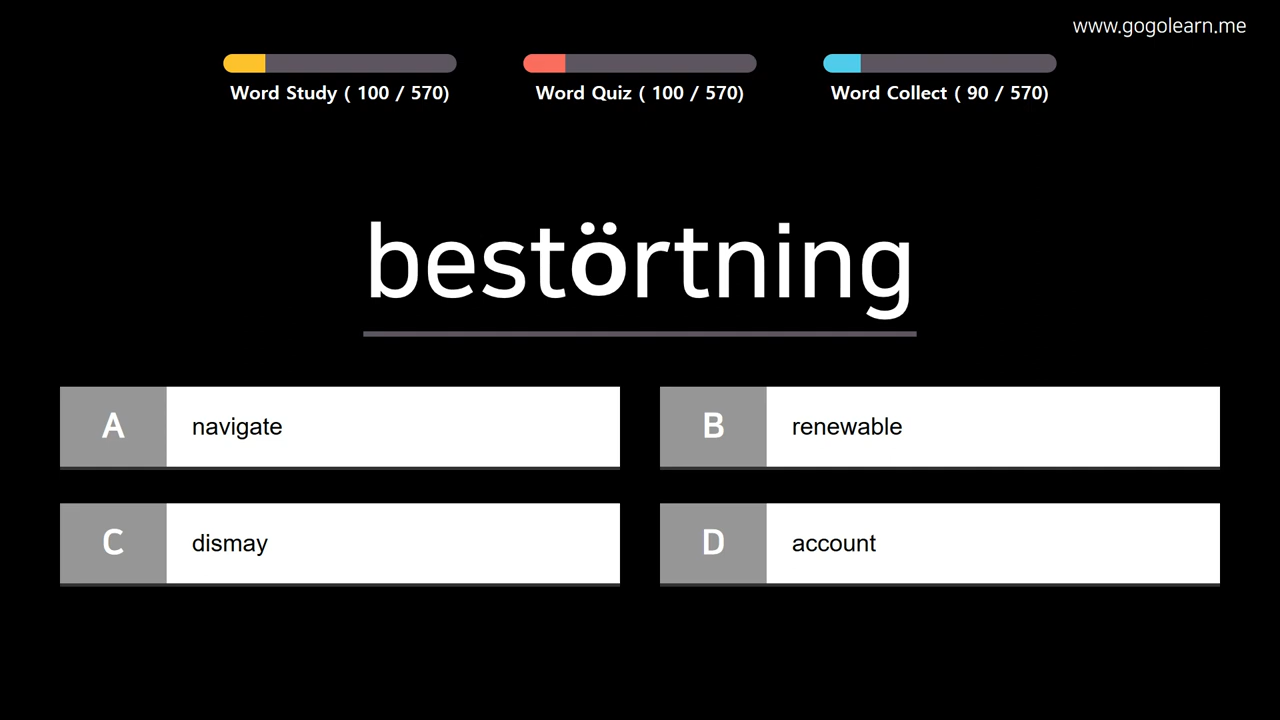 www.gogolearn.me
Word Study ( 100 / 570)
Word Quiz ( 100 / 570)
Word Collect ( 90 / 570)
bestörtning
A navigate
B renewable
C dismay
D account